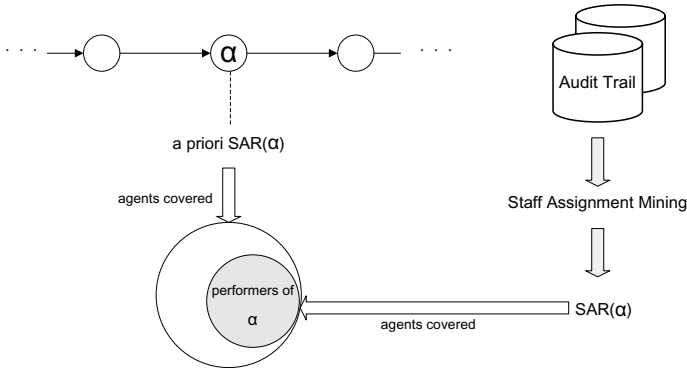 . . .
α
. . .
Audit Trail
a priori SAR(α)
agents covered
Staff Assignment Mining
performers of
α
SAR(α)
agents covered